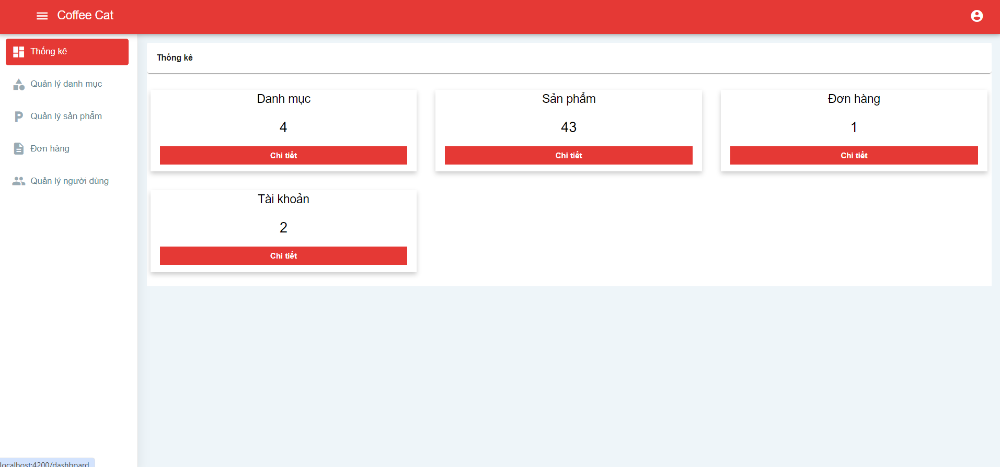 Coffee Cat
Thống kê
Quản lý danh mục
Quản lý sản phẩm
Đơn hàng
Quản lý người dùng
Thống kê
Danh mục
4
Chi tiết
Sản phẩm
43
Chi tiết
Đơn hàng
1
Chi tiết
Tài khoản
2
Chi tiết
localhost:4200/dashboard